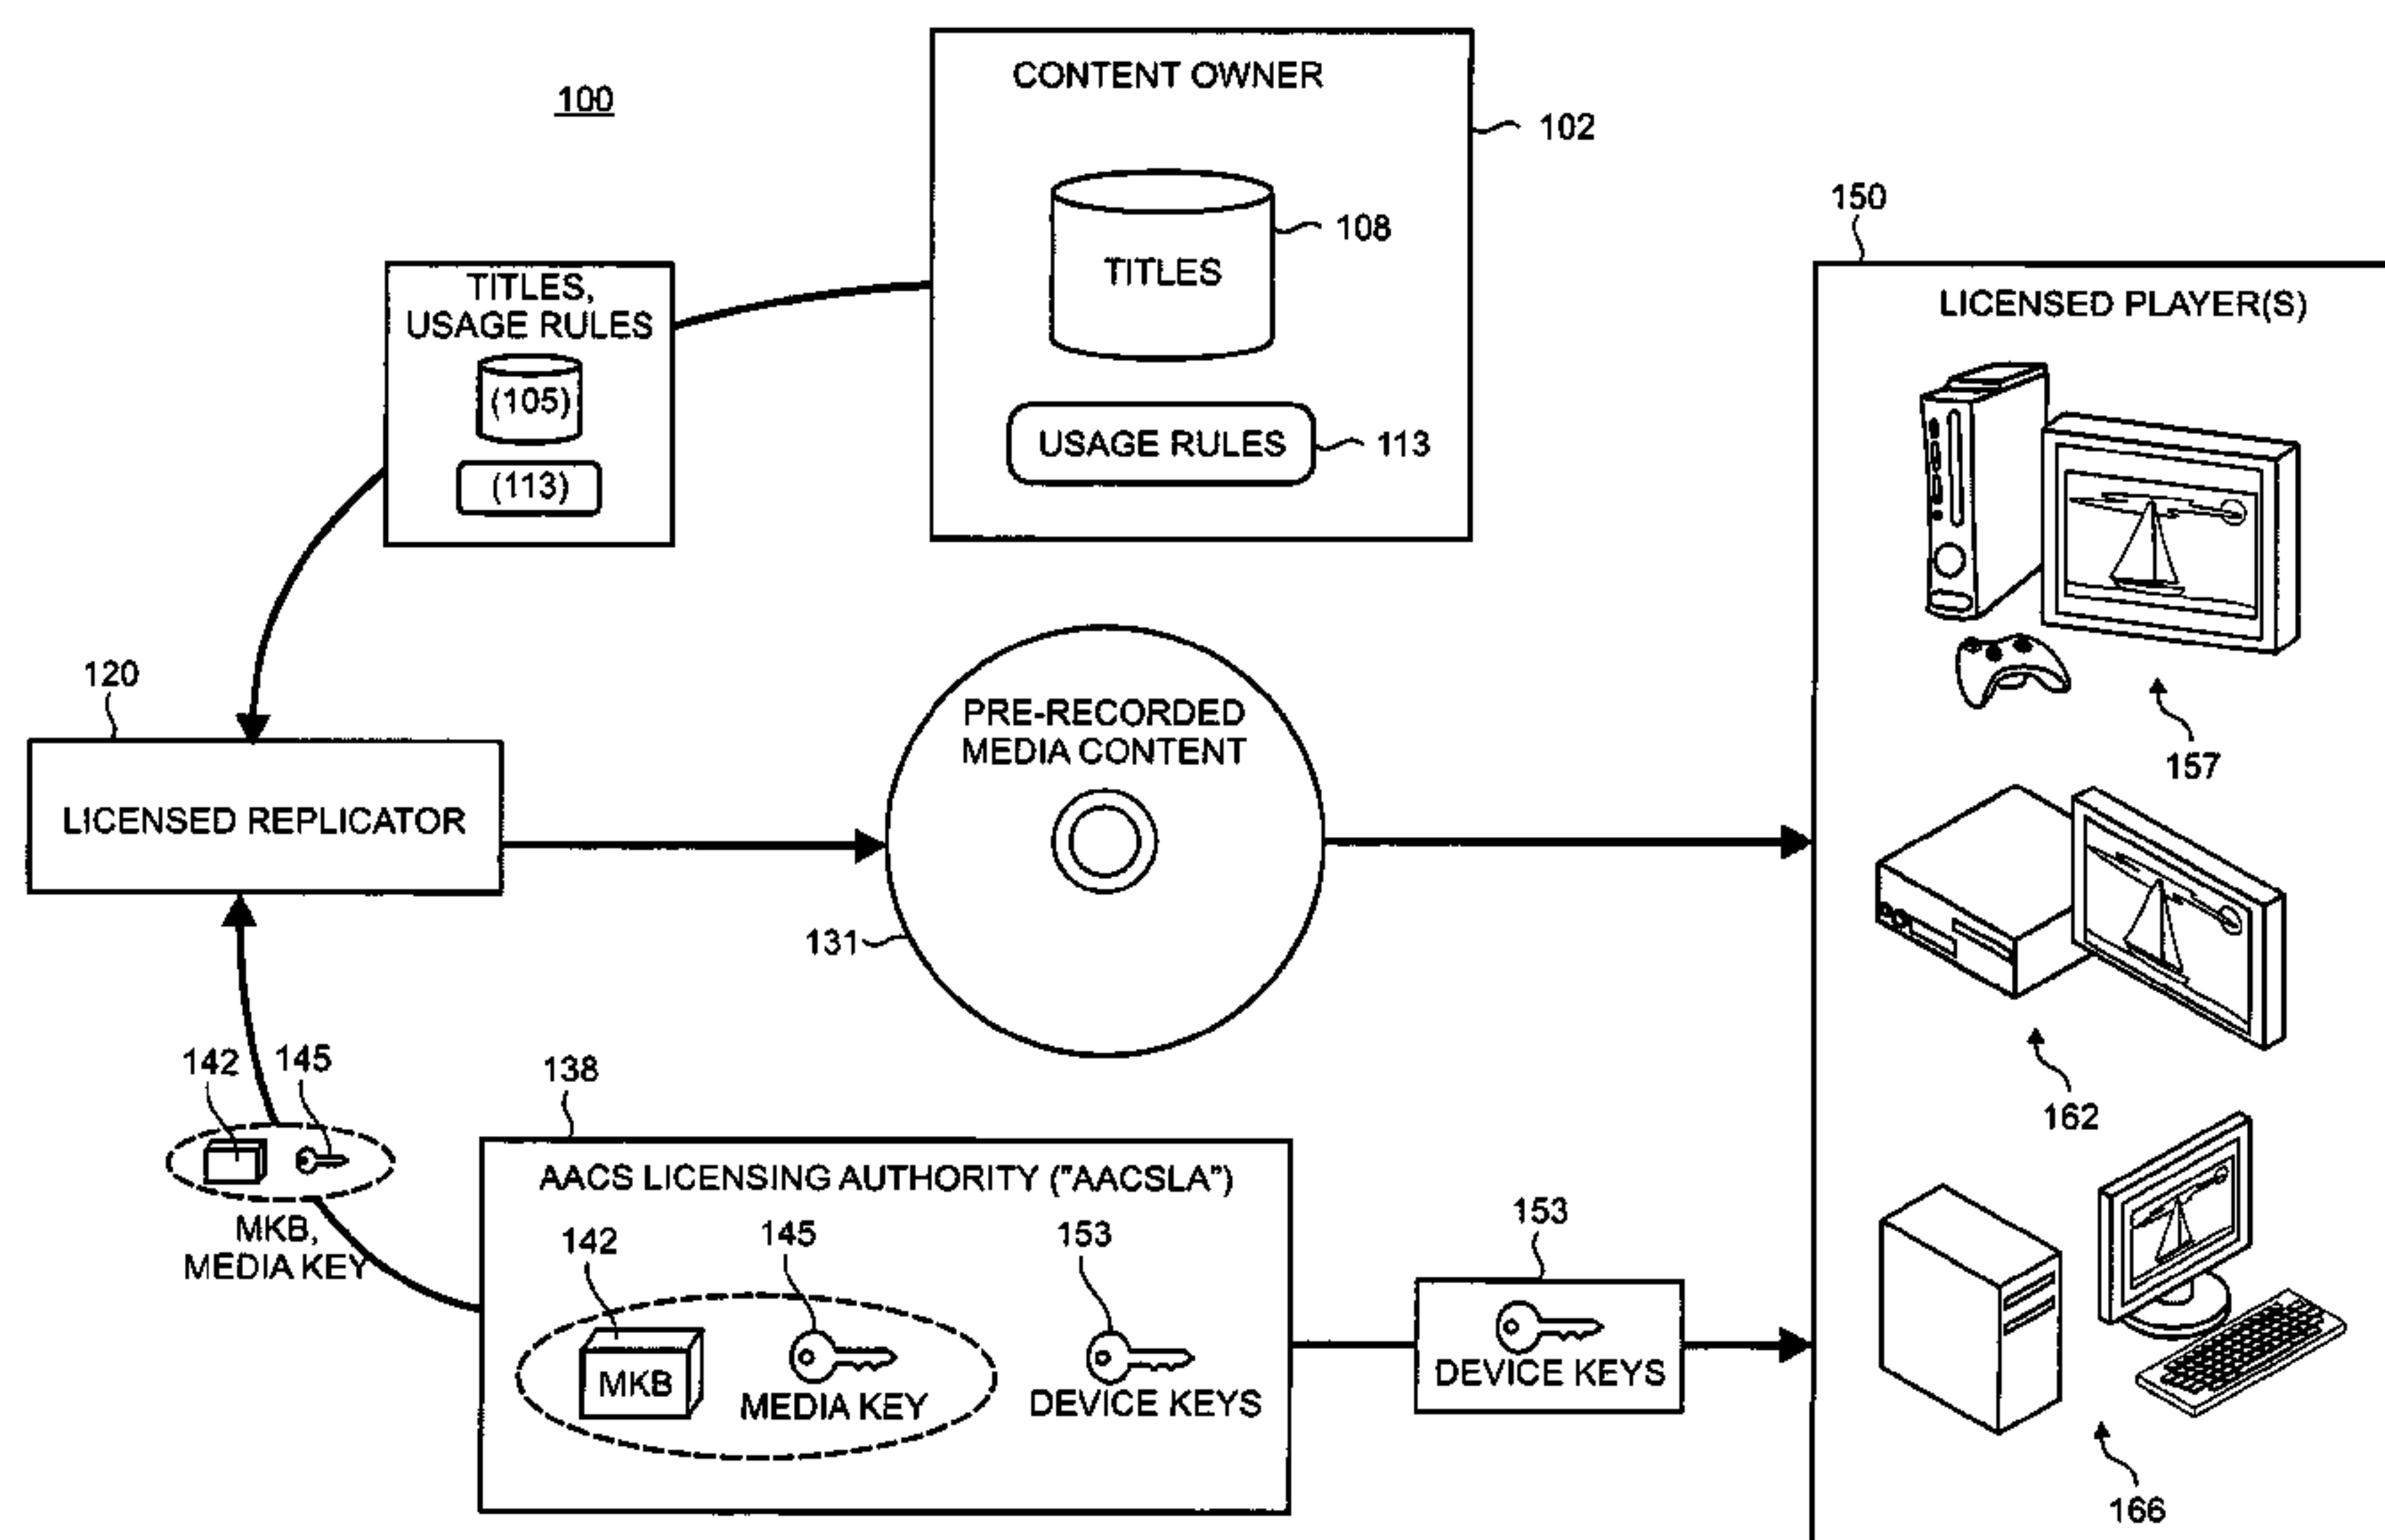 100
CONTENT OWNER
102
108
TITLES
USAGE RULES
113
TITLES,
USAGE RULES
(105)
(113)
150
LICENSED PLAYER(S)
157
162
166
120
LICENSED REPLICATOR
PRE-RECORDED
MEDIA CONTENT
131
142
145
MKB,
MEDIA KEY
138
AACS LICENSING AUTHORITY ("AACSLA")
142
145
153
MKB
MEDIA KEY
DEVICE KEYS
153
DEVICE KEYS